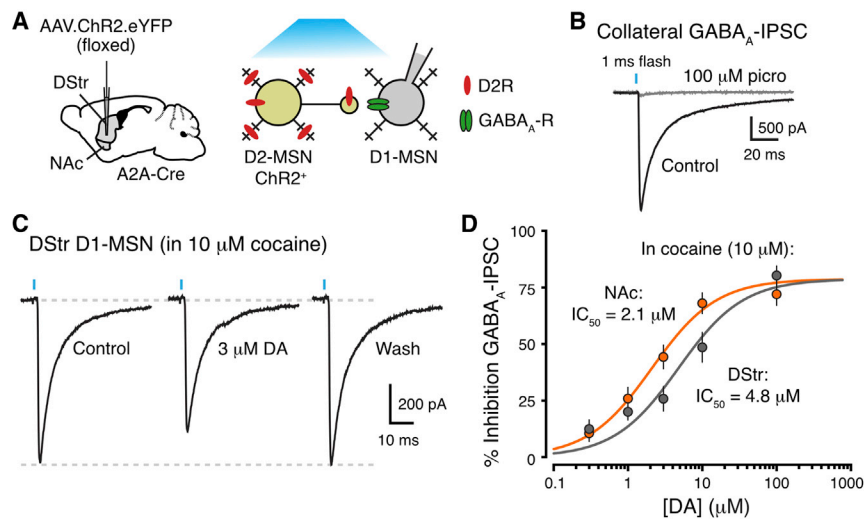 A
AAV.ChR2.eYFP
(floxed)
DStr
NAc
A2A-Cre
D2-MSN
ChR2⁺
D1-MSN
D2R
GABA_A-R
B
Collateral GABA_A-IPSC
1 ms flash
100 μM picro
Control
500 pA
20 ms
C
DStr D1-MSN (in 10 μM cocaine)
Control
3 μM DA
Wash
200 pA
10 ms
D
% Inhibition GABA_A-IPSC
100
75
50
25
0
In cocaine (10 μM):
NAc:
IC₅₀ = 2.1 μM
DStr:
IC₅₀ = 4.8 μM
0.1
1
10
100
1000
[DA] (μM)